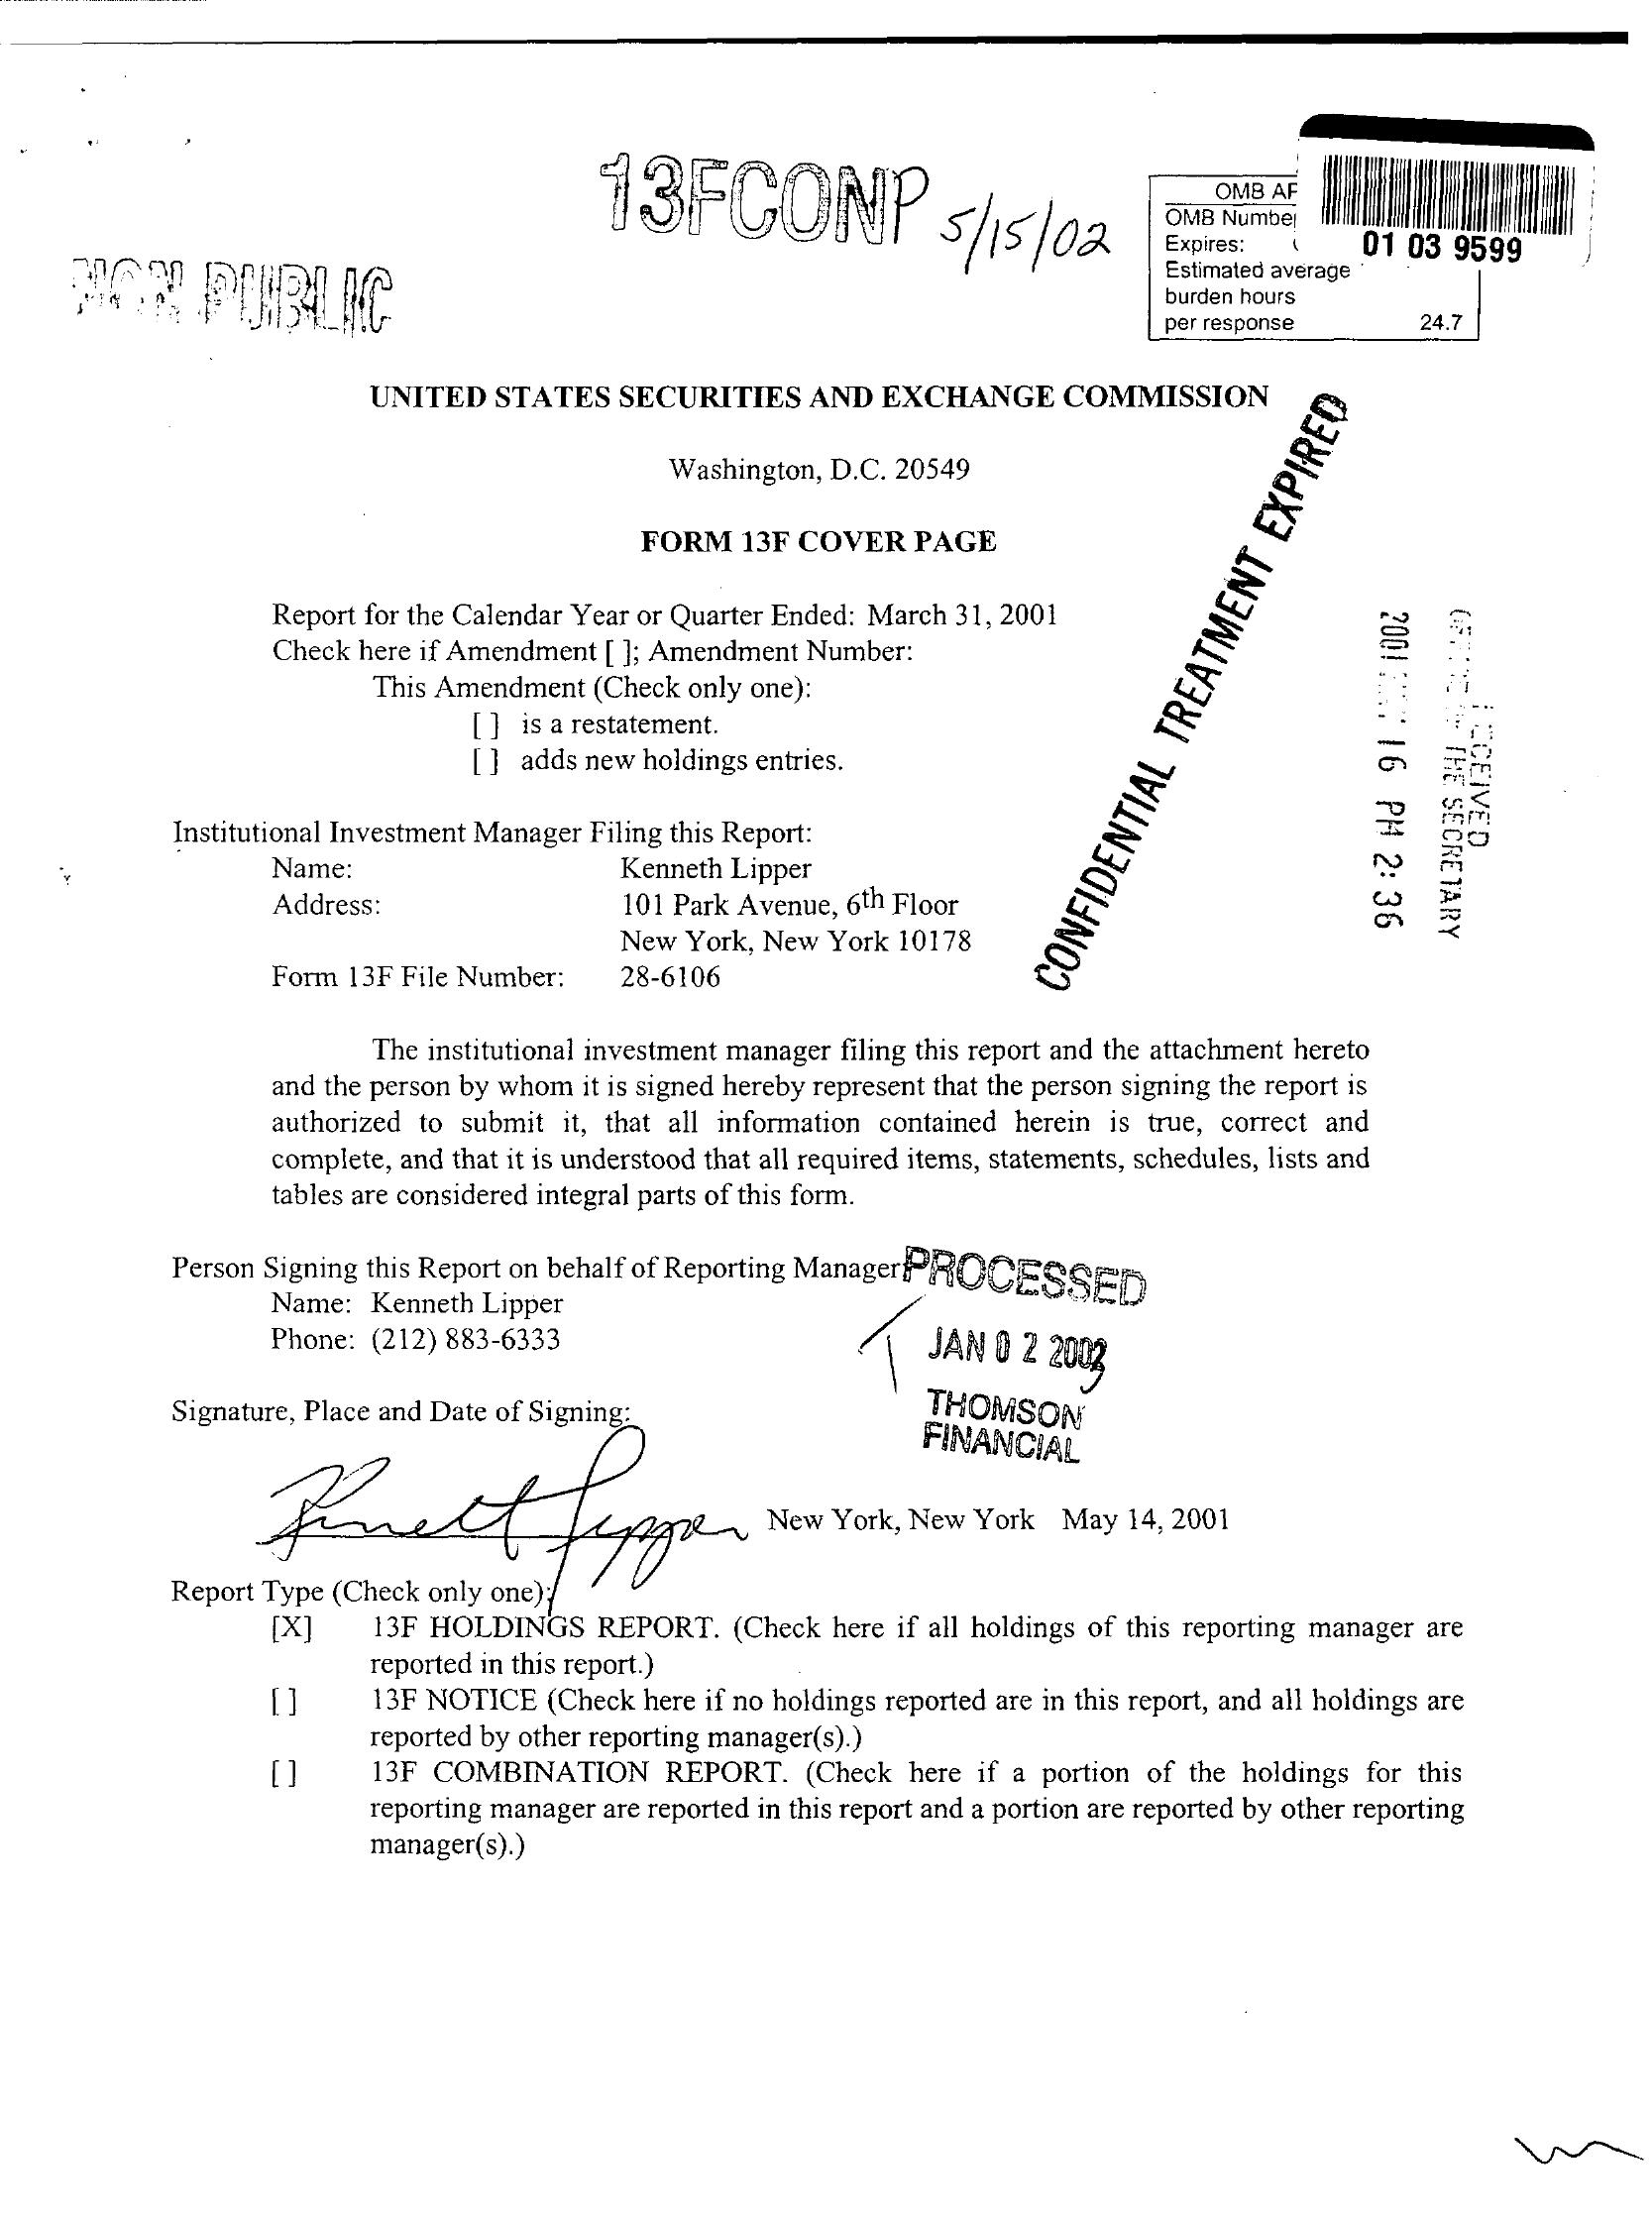 13FCONP 5/15/02
NON PUBLIC
OMB AP
OMB Number
Expires:
Estimated average
burden hours
per response 24.7
01 03 9599
UNITED STATES SECURITIES AND EXCHANGE COMMISSION
Washington, D.C. 20549
FORM 13F COVER PAGE
CONFIDENTIAL TREATMENT EXPIRED
Report for the Calendar Year or Quarter Ended: March 31, 2001
Check here if Amendment [ ]; Amendment Number:
This Amendment (Check only one):
[ ] is a restatement.
[ ] adds new holdings entries.
RECEIVED
OFFICE OF THE SECRETARY
2001 16 PM 2:36
Institutional Investment Manager Filing this Report:
Name: Kenneth Lipper
Address: 101 Park Avenue, 6th Floor
New York, New York 10178
Form 13F File Number: 28-6106
The institutional investment manager filing this report and the attachment hereto
and the person by whom it is signed hereby represent that the person signing the report is
authorized to submit it, that all information contained herein is true, correct and
complete, and that it is understood that all required items, statements, schedules, lists and
tables are considered integral parts of this form.
Person Signing this Report on behalf of Reporting Manager
Name: Kenneth Lipper
Phone: (212) 883-6333
PROCESSED
JAN 02 2003
THOMSON
FINANCIAL
Signature, Place and Date of Signing:
Kenneth Lipper New York, New York May 14, 2001
Report Type (Check only one):
[X] 13F HOLDINGS REPORT. (Check here if all holdings of this reporting manager are
reported in this report.)
[ ] 13F NOTICE (Check here if no holdings reported are in this report, and all holdings are
reported by other reporting manager(s).)
[ ] 13F COMBINATION REPORT. (Check here if a portion of the holdings for this
reporting manager are reported in this report and a portion are reported by other reporting
manager(s).)